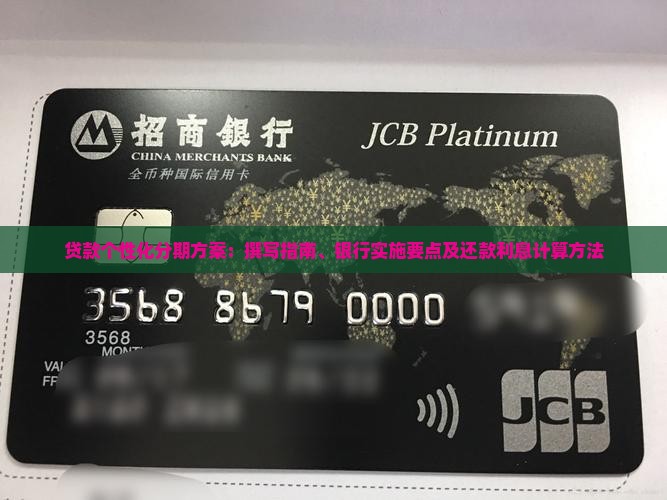 招商銀行
CHINA MERCHANTS BANK
全币种国际信用卡
JCB Platinum
贷款个性化分期方案：撰写指南、银行实施要点及还款利息计算方法
3568 8679 0000
3568
MONTH
JCB